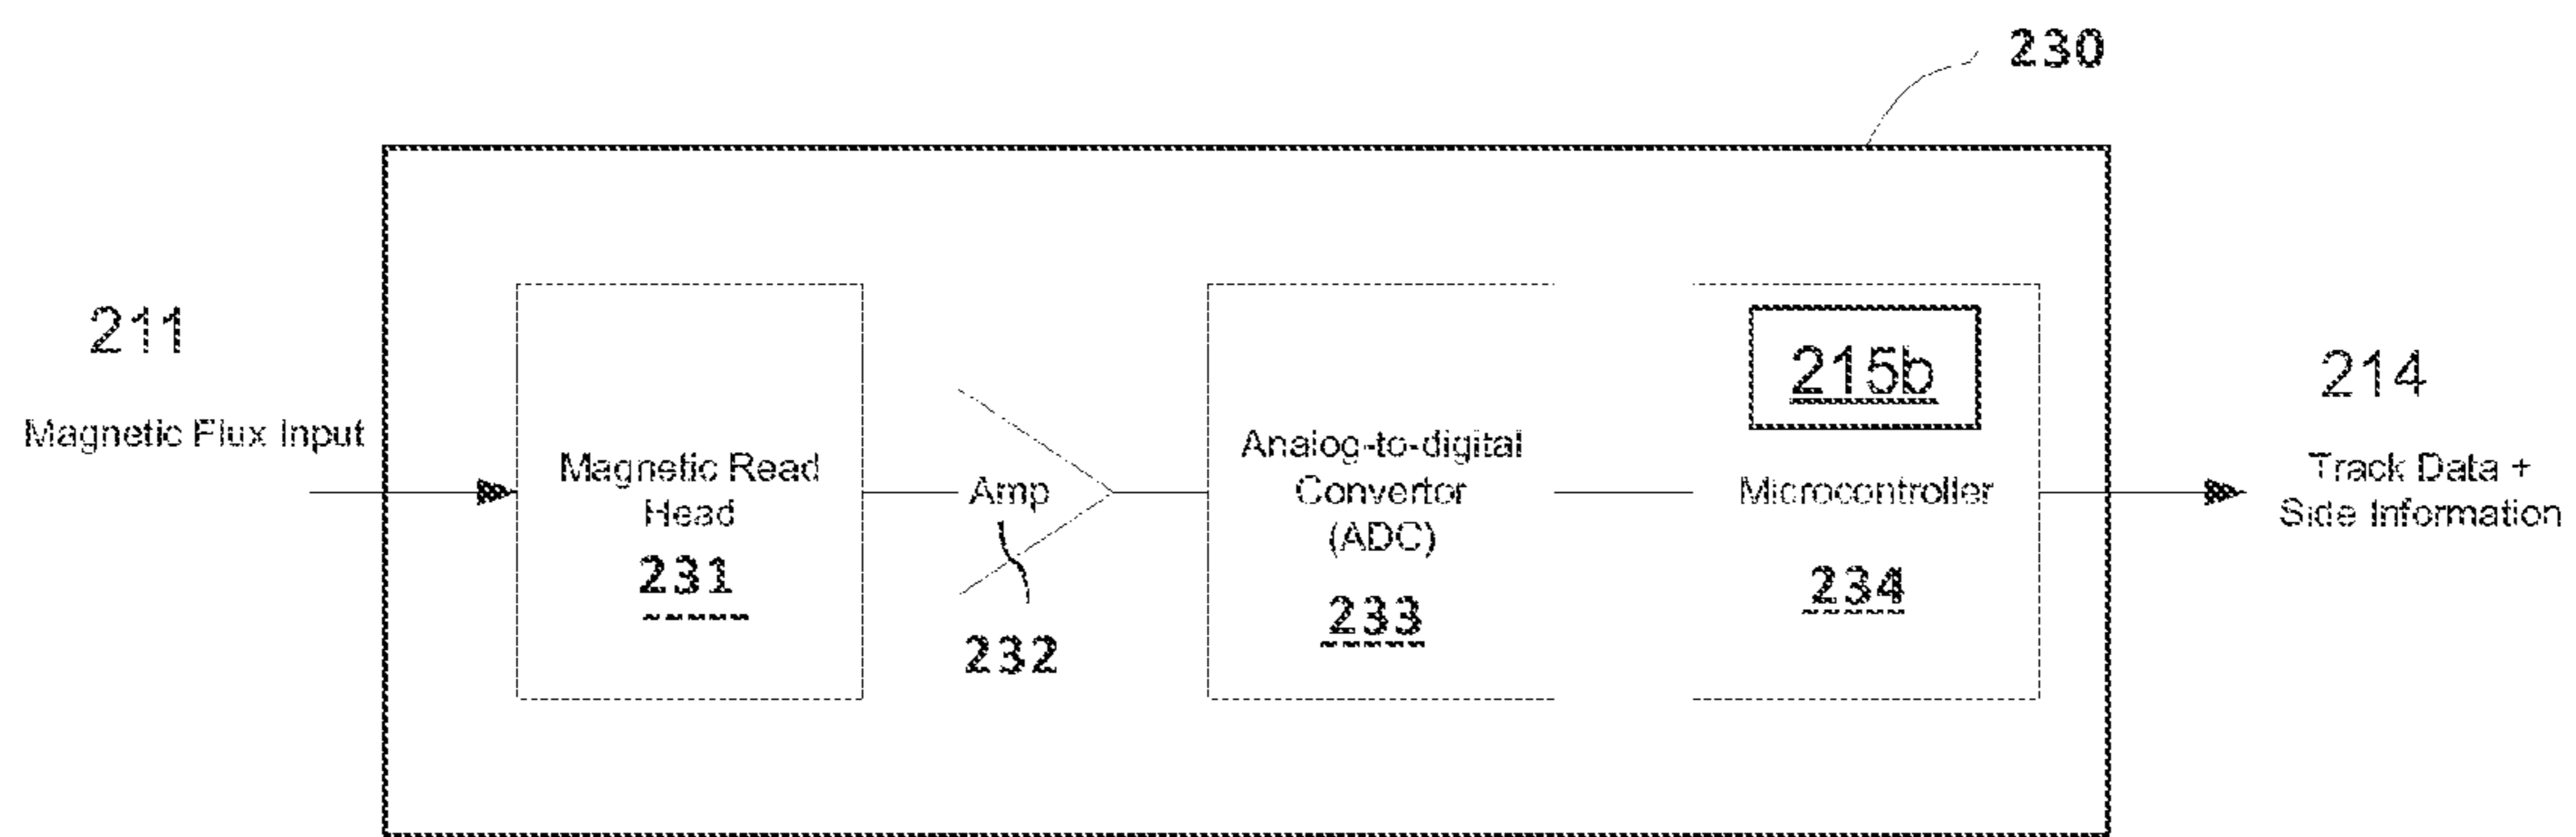 230
211
Magnetic Flux Input
Magnetic Read
Head
231
Amp
232
Analog-to-digital
Convertor
(ADC)
233
215b
Microcontroller
234
214
Track Data +
Side Information